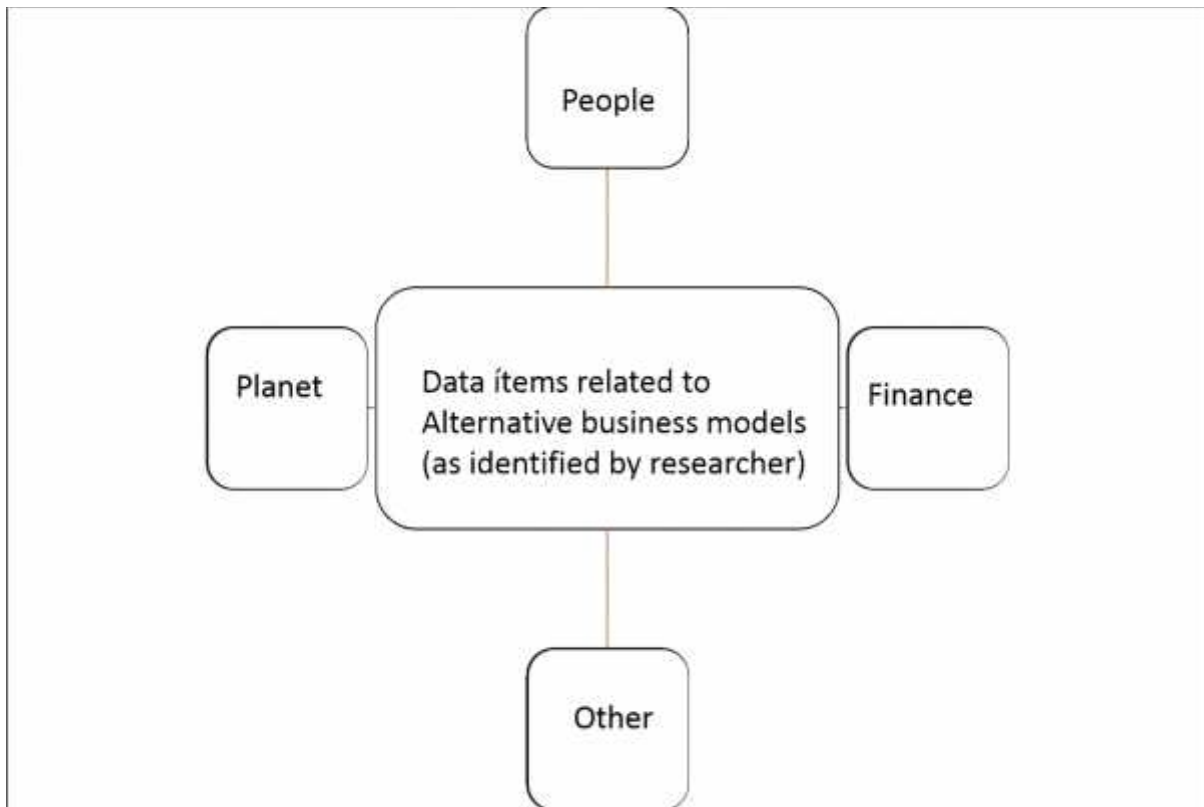 People
Planet
Data ítems related to
Alternative business models
(as identified by researcher)
Finance
Other